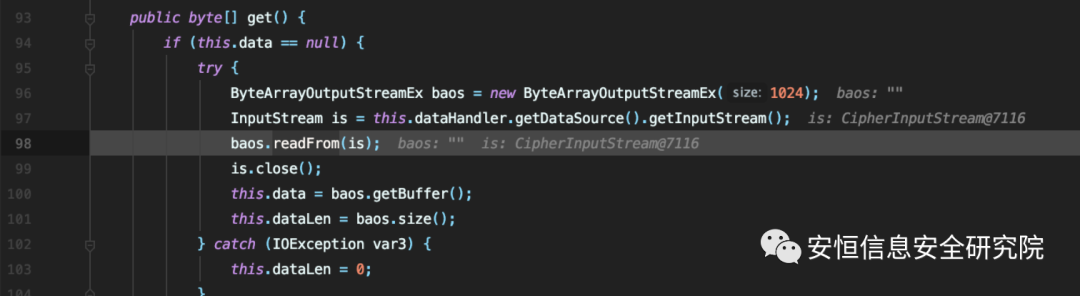 93 public byte[] get() {
94 if (this.data == null) {
95 try {
96 ByteArrayOutputStreamEx baos = new ByteArrayOutputStreamEx( size: 1024); baos: ""
97 InputStream is = this.dataHandler.getDataSource().getInputStream(); is: CipherInputStream@7116
98 baos.readFrom(is); baos: "" is: CipherInputStream@7116
99 is.close();
100 this.data = baos.getBuffer();
101 this.dataLen = baos.size();
102 } catch (IOException var3) {
103 this.dataLen = 0;
104 }
安恒信息安全研究院